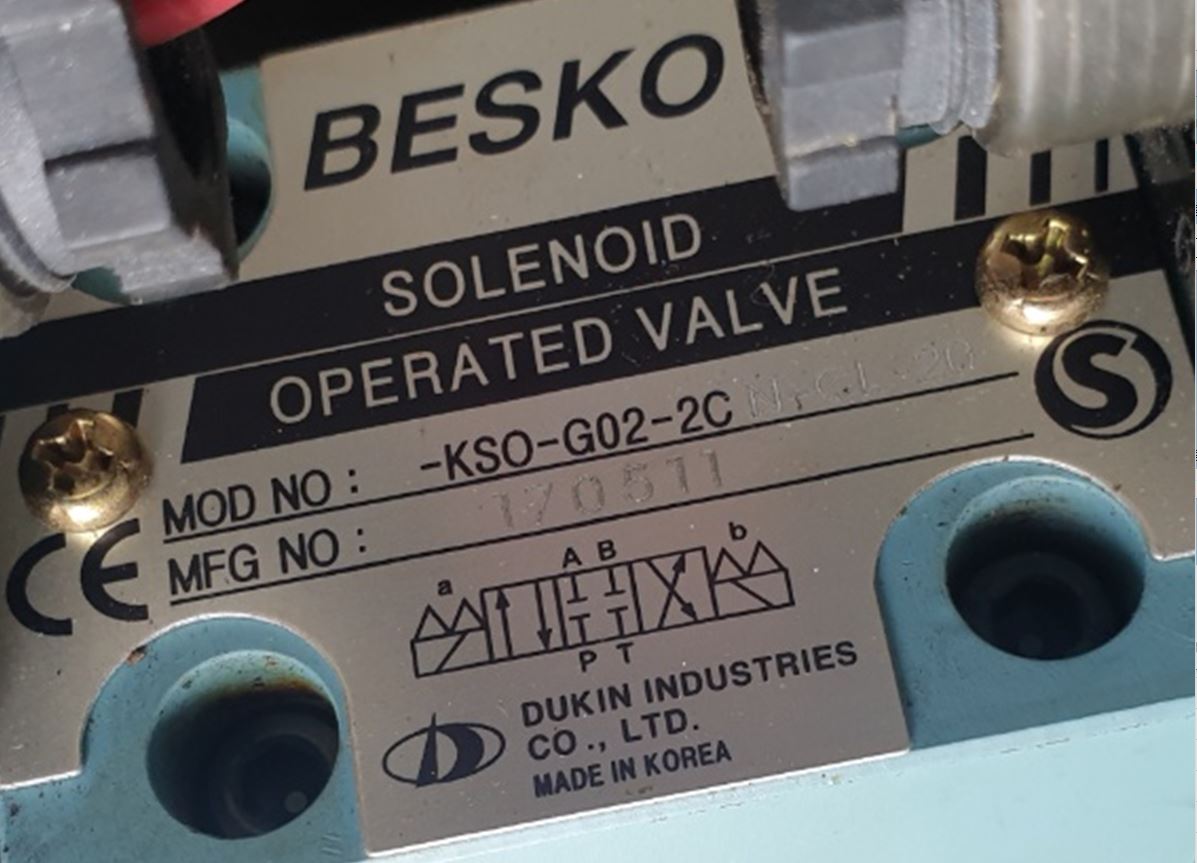 BESKO
SOLENOID
OPERATED VALVE
MOD NO : -KSO-G02-2C
MFG NO : 170511
CE
S
a A B b
P T
DUKIN INDUSTRIES
CO., LTD.
MADE IN KOREA